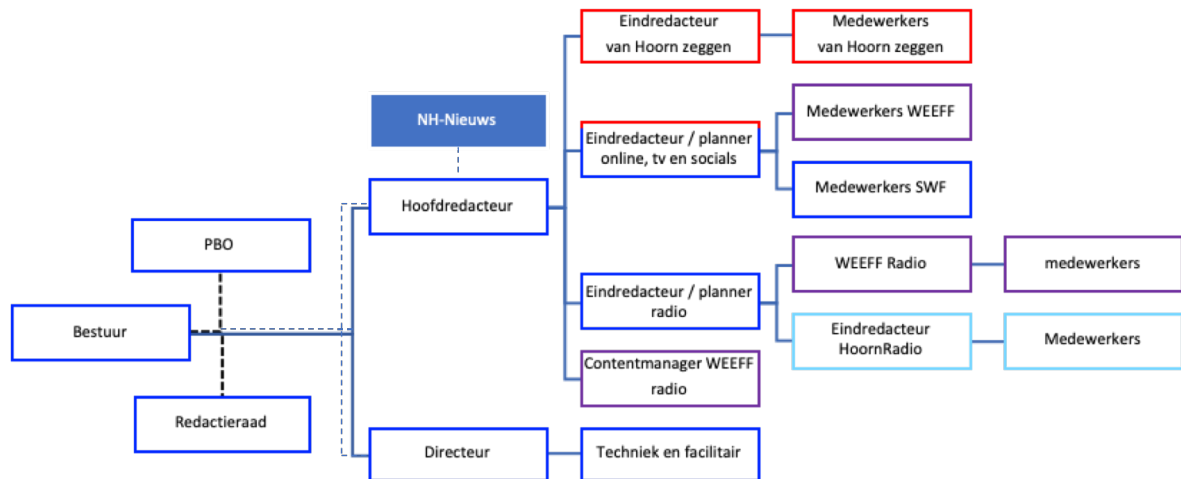 Eindredacteur
van Hoorn zeggen
Medewerkers
van Hoorn zeggen
NH-Nieuws
Eindredacteur / planner
online, tv en socials
Medewerkers WEEFF
Medewerkers SWF
Hoofdredacteur
PBO
Bestuur
Redactieraad
Eindredacteur / planner
radio
WEEFF Radio
medewerkers
Eindredacteur
HoornRadio
Medewerkers
Contentmanager WEEFF
radio
Directeur
Techniek en facilitair